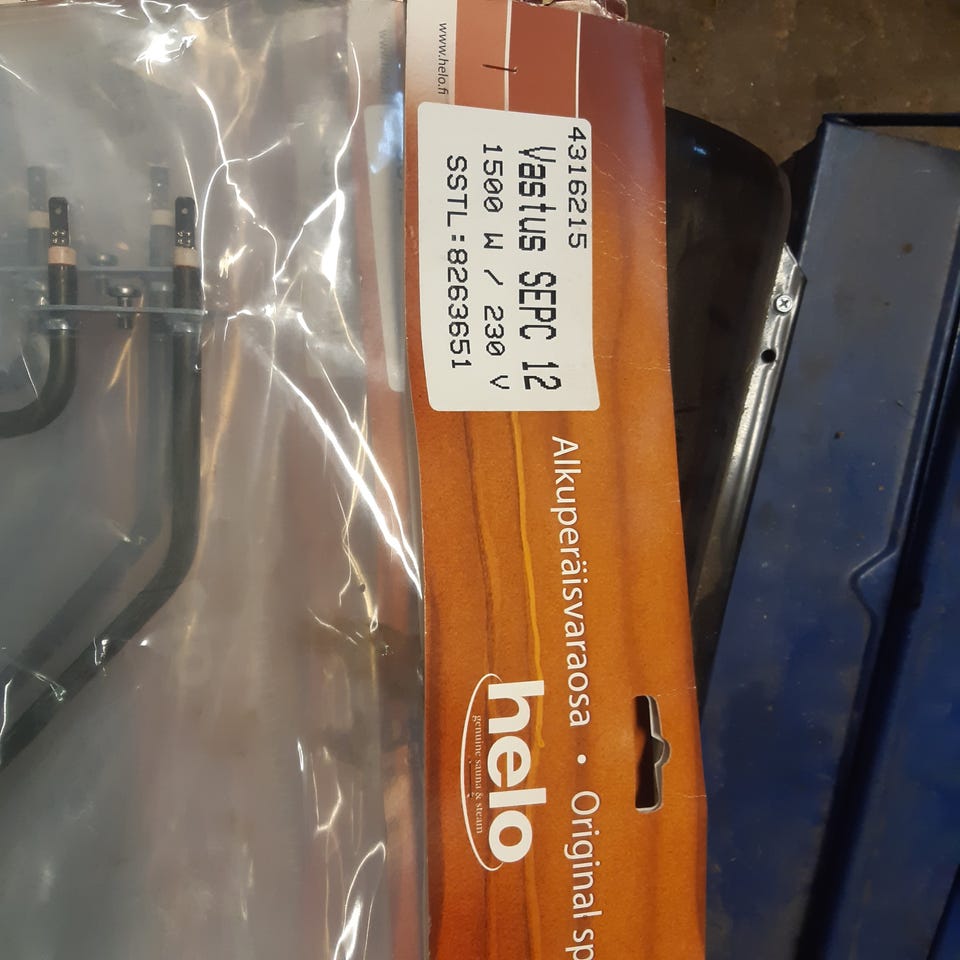 www.helo.fi
4316215
Vastus SEPC 12
1500 W / 230 V
SSTL:8263651
Alkuperäisvaraosa • Original sp
helo
genuine sauna & steam